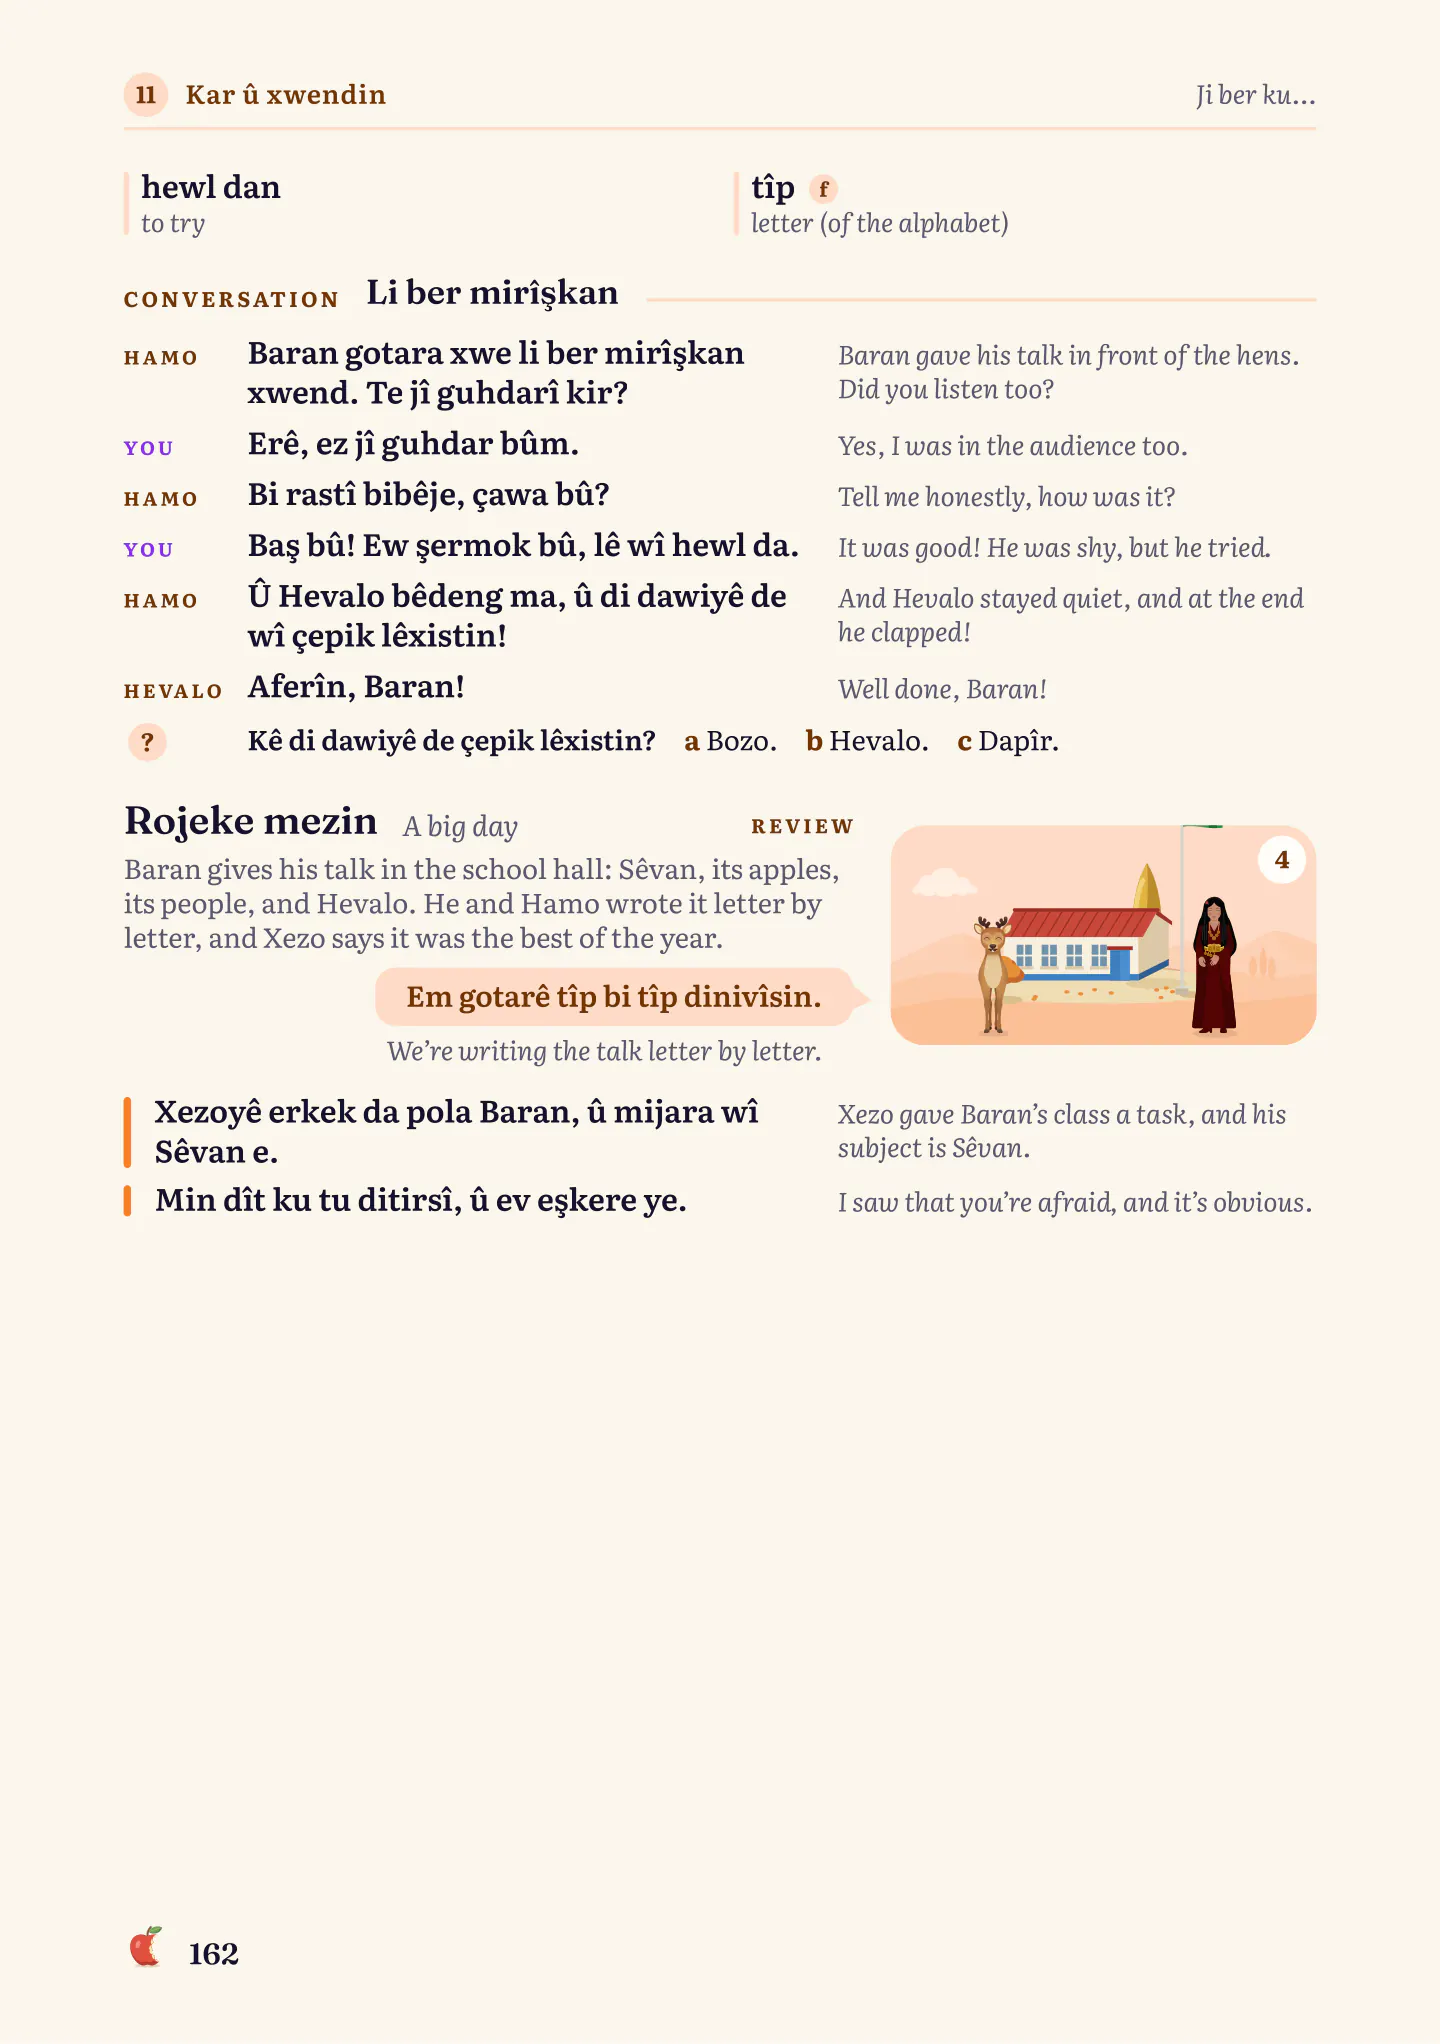 11 Kar û xwendin
Ji ber ku...
hewl dan
to try
tîp f
letter (of the alphabet)
CONVERSATION Li ber mirîşkan
HAMO Baran gotara xwe li ber mirîşkan
xwend. Te jî guhdarî kir?
Baran gave his talk in front of the hens.
Did you listen too?
YOU Erê, ez jî guhdar bûm.
Yes, I was in the audience too.
HAMO Bi rastî bibêje, çawa bû?
Tell me honestly, how was it?
YOU Baş bû! Ew şermok bû, lê wî hewl da.
It was good! He was shy, but he tried.
HAMO Û Hevalo bêdeng ma, û di dawiyê de
wî çepik lêxistin!
And Hevalo stayed quiet, and at the end
he clapped!
HEVALO Aferîn, Baran!
Well done, Baran!
? Kê di dawiyê de çepik lêxistin? a Bozo. b Hevalo. c Dapîr.
Rojeke mezin A big day REVIEW
Baran gives his talk in the school hall: Sêvan, its apples,
its people, and Hevalo. He and Hamo wrote it letter by
letter, and Xezo says it was the best of the year.
4
Em gotarê tîp bi tîp dinivîsin.
We’re writing the talk letter by letter.
Xezoyê erkek da pola Baran, û mijara wî
Sêvan e.
Xezo gave Baran’s class a task, and his
subject is Sêvan.
Min dît ku tu ditirsî, û ev eşkere ye.
I saw that you’re afraid, and it’s obvious.
162